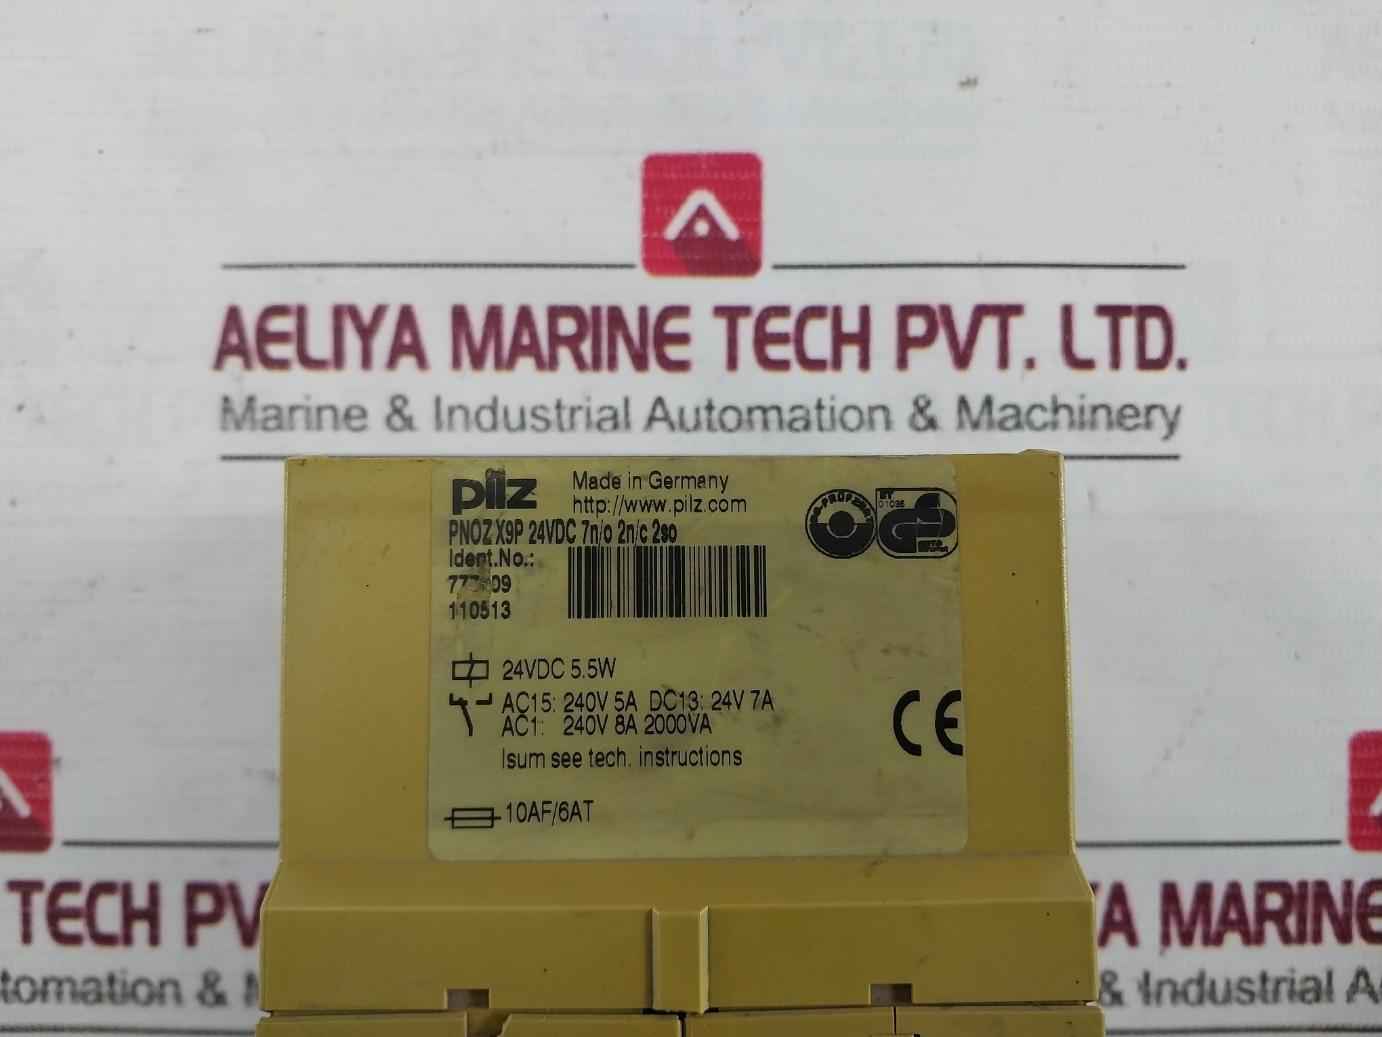 AELIYA MARINE TECH PVT. LTD.
Marine & Industrial Automation & Machinery
pilz
Made in Germany
http://www.pilz.com
PNOZ X9P 24VDC 7n/o 2n/c 2so
Ident.No.:
110513
24VDC 5.5W
AC15: 240V 5A DC13: 24V 7A
AC1: 240V 8A 2000VA
Isum see tech. instructions
10AF/6AT
CE
TECH PV
tomation &
A MARINE
& Industrial A